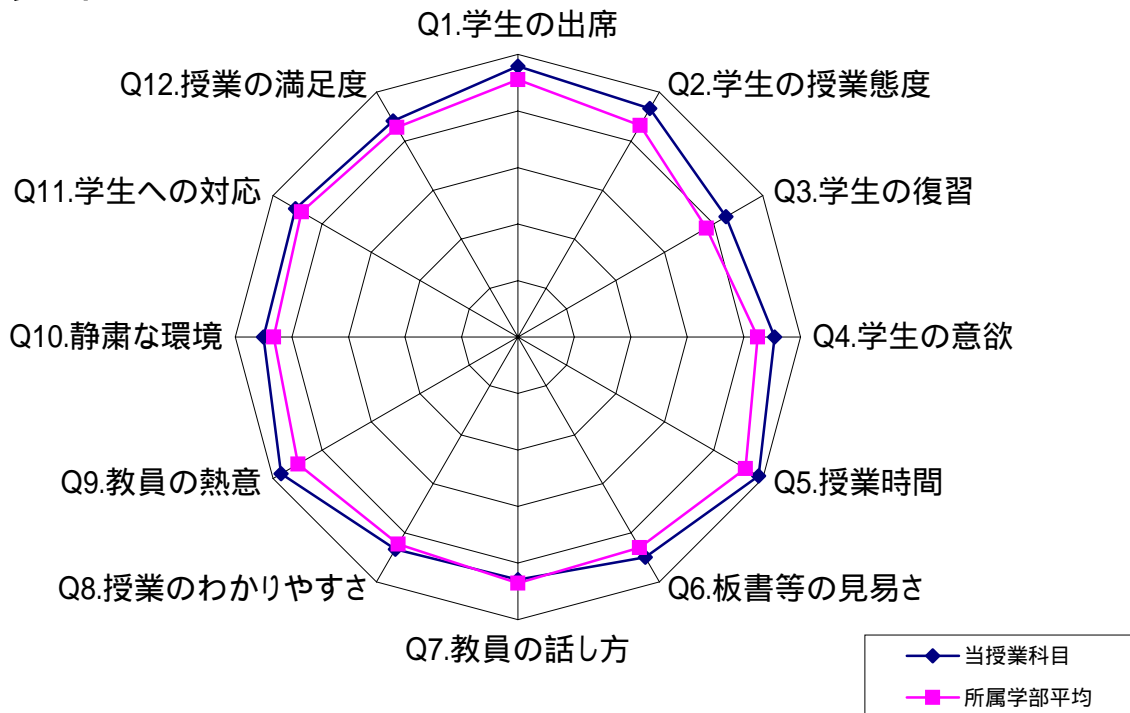 Q1.学生の出席
Q2.学生の授業態度
Q3.学生の復習
Q4.学生の意欲
Q5.授業時間
Q6.板書等の見易さ
Q7.教員の話し方
Q8.授業のわかりやすさ
Q9.教員の熱意
Q10.静粛な環境
Q11.学生への対応
Q12.授業の満足度
当授業科目
所属学部平均